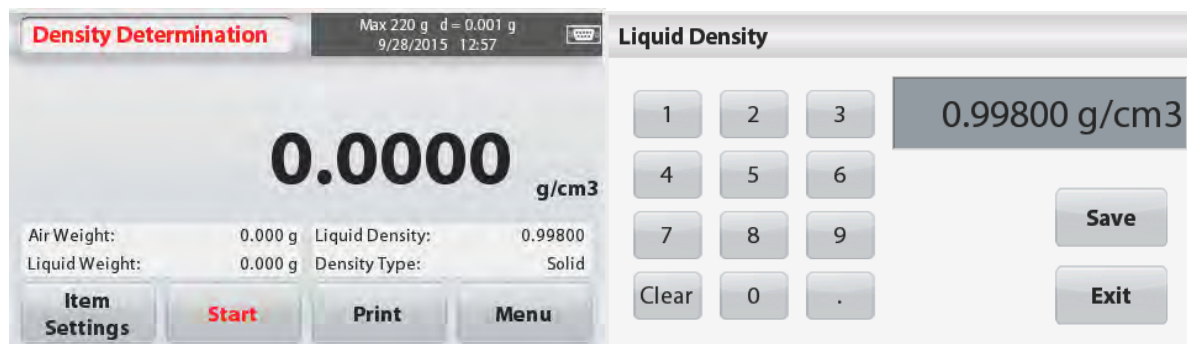 Density Determination
Max 220 g d = 0.001 g
9/28/2015 12:57
0.0000
g/cm3
Air Weight: 0.000 g Liquid Density: 0.99800
Liquid Weight: 0.000 g Density Type: Solid
Item
Settings
Start
Print
Menu
Liquid Density
0.99800 g/cm3
1 2 3
4 5 6
7 8 9
Clear 0 .
Save
Exit